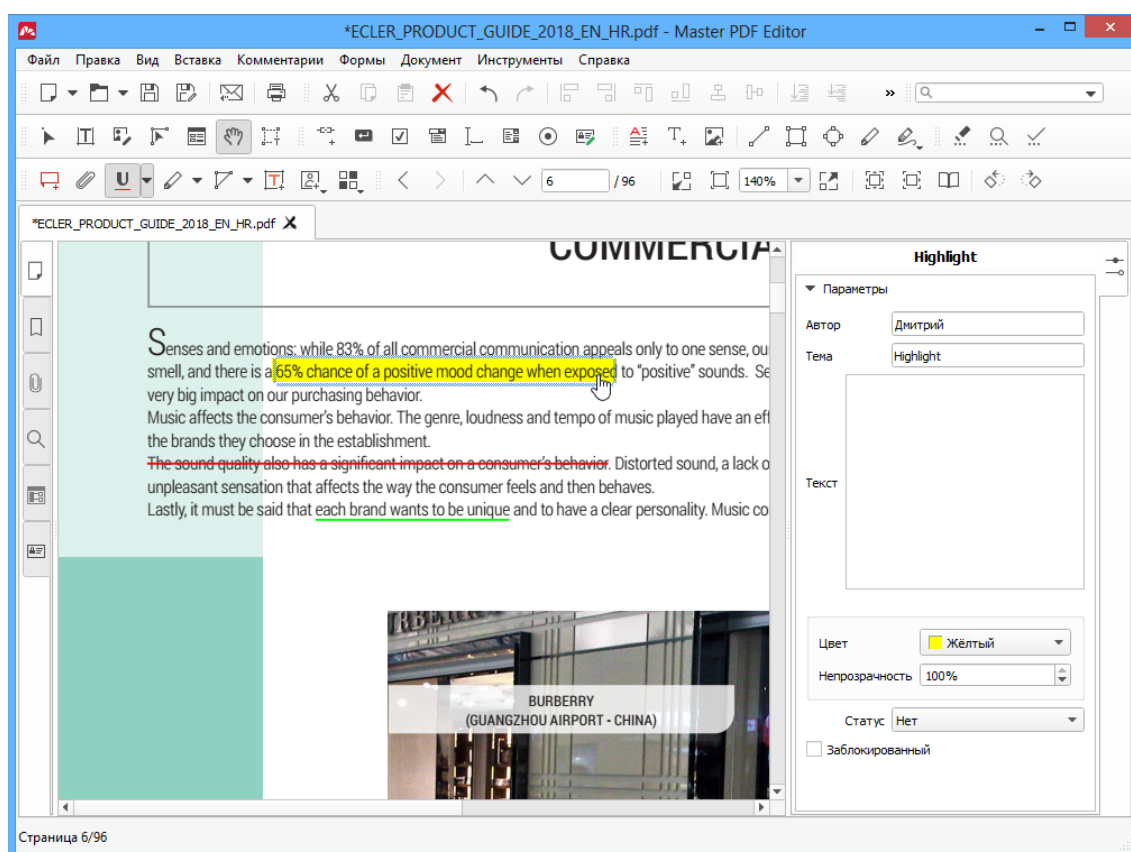 *ECLER_PRODUCT_GUIDE_2018_EN_HR.pdf - Master PDF Editor
Файл Правка Вид Вставка Комментарии Формы Документ Инструменты Справка
6 / 96 140%
*ECLER_PRODUCT_GUIDE_2018_EN_HR.pdf
COMMERCIA
Senses and emotions: while 83% of all commercial communication appeals only to one sense, ou
smell, and there is a 65% chance of a positive mood change when exposed to “positive” sounds. Se
very big impact on our purchasing behavior.
Music affects the consumer's behavior. The genre, loudness and tempo of music played have an eff
the brands they choose in the establishment.
The sound quality also has a significant impact on a consumer's behavior. Distorted sound, a lack o
unpleasant sensation that affects the way the consumer feels and then behaves.
Lastly, it must be said that each brand wants to be unique and to have a clear personality. Music co
BURBERRY
(GUANGZHOU AIRPORT - CHINA)
Highlight
Параметры
Автор Дмитрий
Тема Highlight
Текст
Цвет Жёлтый
Непрозрачность 100%
Статус Нет
Заблокированный
Страница 6/96